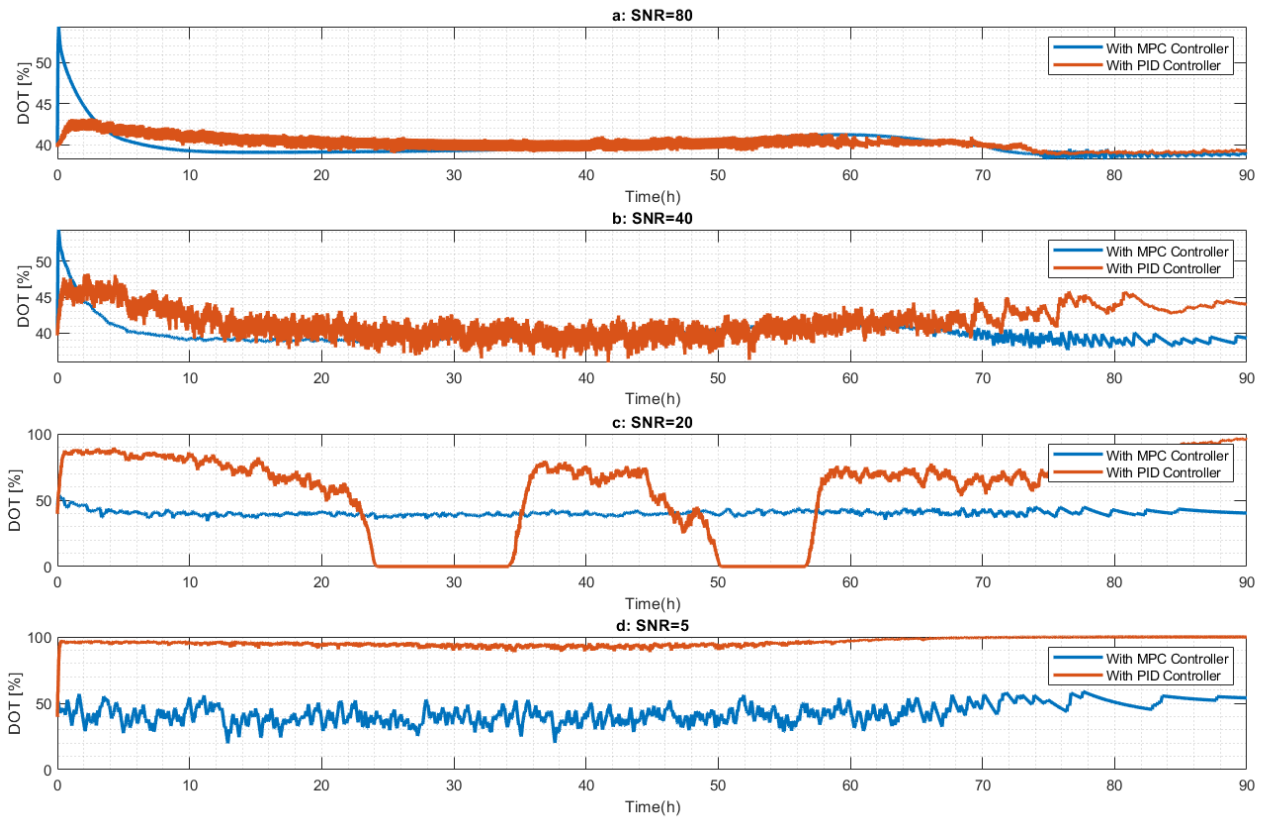 a: SNR=80
DOT [%]
50
45
40
With MPC Controller
With PID Controller
0 10 20 30 40 50 60 70 80 90
Time(h)
b: SNR=40
DOT [%]
50
45
40
With MPC Controller
With PID Controller
0 10 20 30 40 50 60 70 80 90
Time(h)
c: SNR=20
DOT [%]
100
50
0
With MPC Controller
With PID Controller
0 10 20 30 40 50 60 70 80 90
Time(h)
d: SNR=5
DOT [%]
100
50
0
With MPC Controller
With PID Controller
0 10 20 30 40 50 60 70 80 90
Time(h)